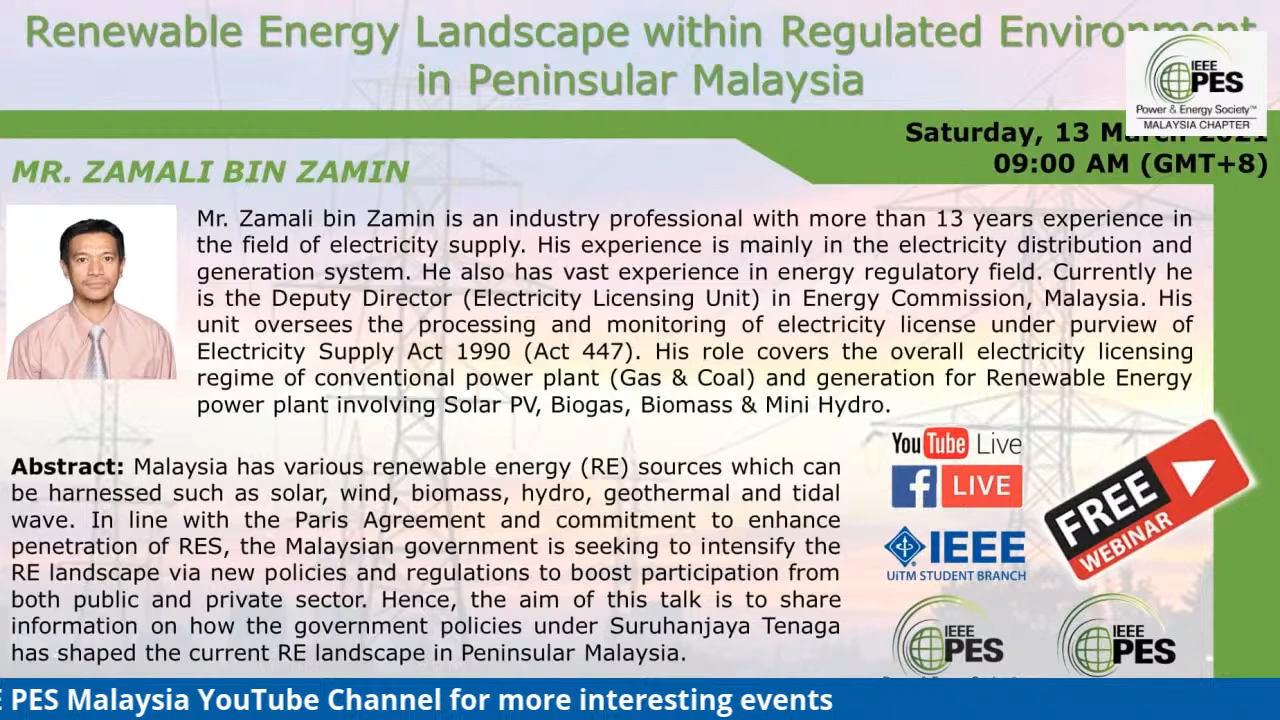 Renewable Energy Landscape within Regulated Environment
in Peninsular Malaysia
IEEE
PES
Power & Energy Society™
MALAYSIA CHAPTER
Saturday, 13 March 2021
09:00 AM (GMT+8)
MR. ZAMALI BIN ZAMIN
Mr. Zamali bin Zamin is an industry professional with more than 13 years experience in
the field of electricity supply. His experience is mainly in the electricity distribution and
generation system. He also has vast experience in energy regulatory field. Currently he
is the Deputy Director (Electricity Licensing Unit) in Energy Commission, Malaysia. His
unit oversees the processing and monitoring of electricity license under purview of
Electricity Supply Act 1990 (Act 447). His role covers the overall electricity licensing
regime of conventional power plant (Gas & Coal) and generation for Renewable Energy
power plant involving Solar PV, Biogas, Biomass & Mini Hydro.
Abstract: Malaysia has various renewable energy (RE) sources which can
be harnessed such as solar, wind, biomass, hydro, geothermal and tidal
wave. In line with the Paris Agreement and commitment to enhance
penetration of RES, the Malaysian government is seeking to intensify the
RE landscape via new policies and regulations to boost participation from
both public and private sector. Hence, the aim of this talk is to share
information on how the government policies under Suruhanjaya Tenaga
has shaped the current RE landscape in Peninsular Malaysia.
YouTube Live
f LIVE
FREE
WEBINAR
IEEE
UiTM STUDENT BRANCH
IEEE
PES
IEEE
PES
PES Malaysia YouTube Channel for more interesting events